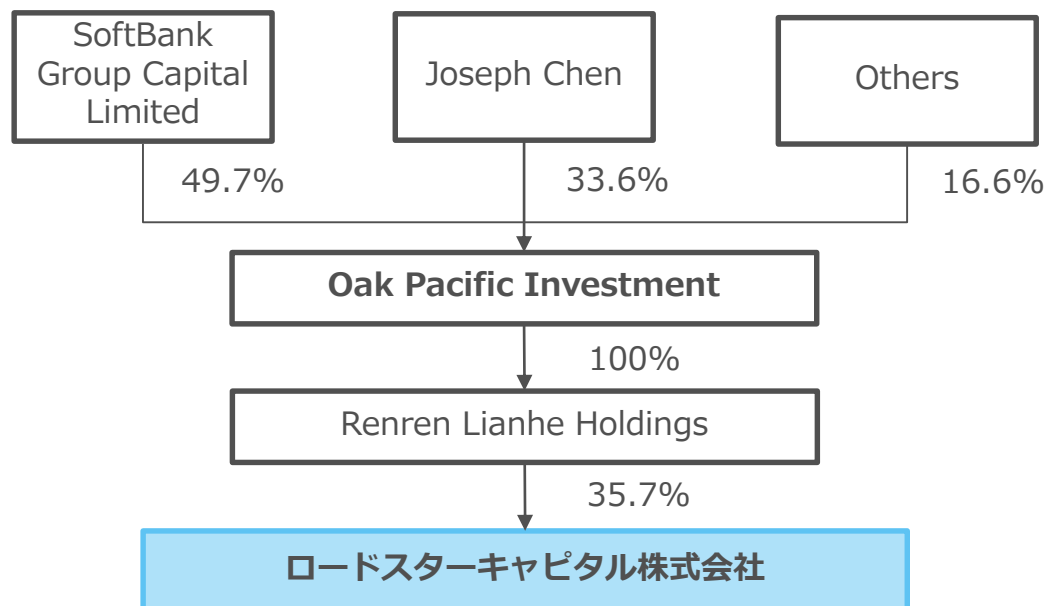 SoftBank
Group Capital
Limited
Joseph Chen
Others
49.7%
33.6%
16.6%
Oak Pacific Investment
100%
Renren Lianhe Holdings
35.7%
ロードスターキャピタル株式会社